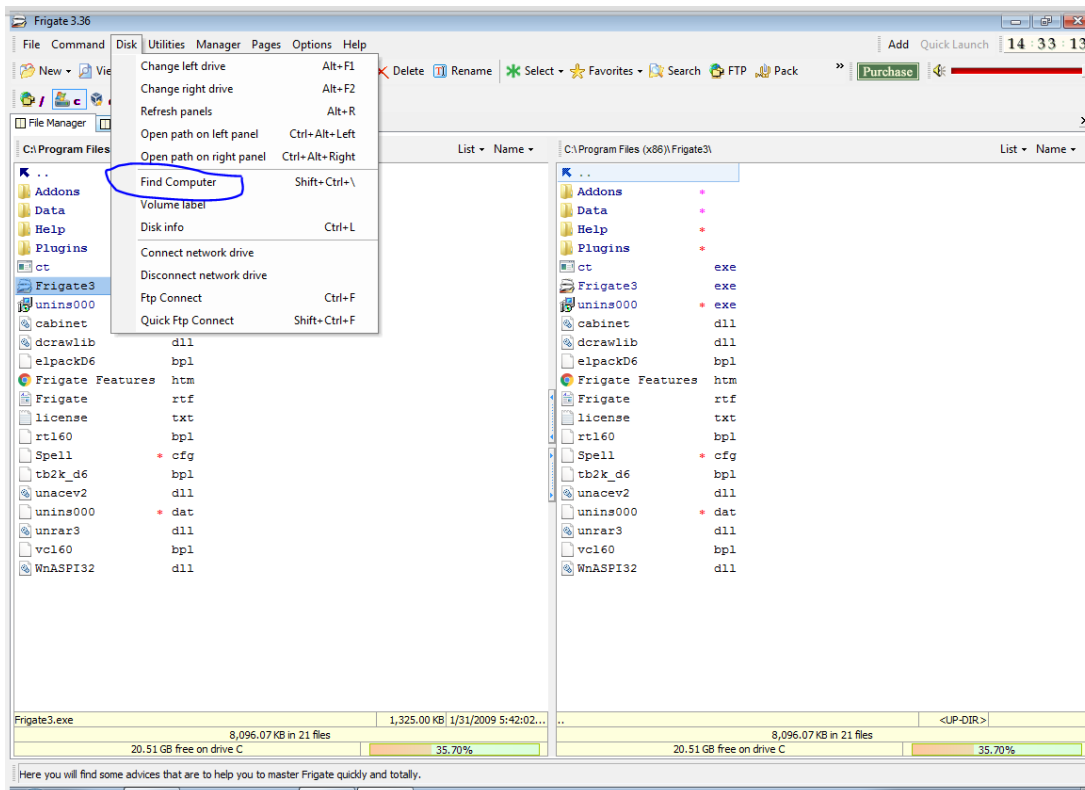 Frigate 3.36
File Command Disk Utilities Manager Pages Options Help Add Quick Launch 14:33:13
New Delete Rename Select Favorites Search FTP Pack » Purchase
/ c
File Manager
C:\Program Files List Name C:\Program Files (x86)\Frigate3\ List Name
Change left drive Alt+F1
Change right drive Alt+F2
Refresh panels Alt+R
Open path on left panel Ctrl+Alt+Left
Open path on right panel Ctrl+Alt+Right
Find Computer Shift+Ctrl+\
Volume label
Disk info Ctrl+L
Connect network drive
Disconnect network drive
Ftp Connect Ctrl+F
Quick Ftp Connect Shift+Ctrl+F
.. ..
Addons Addons *
Data Data *
Help Help *
Plugins Plugins *
ct ct exe
Frigate3 Frigate3 exe
unins000 unins000 * exe
cabinet cabinet dll
dcrawlib dll dcrawlib dll
elpackD6 bpl elpackD6 bpl
Frigate Features htm Frigate Features htm
Frigate rtf Frigate rtf
license txt license txt
rtl60 bpl rtl60 bpl
Spell * cfg Spell * cfg
tb2k_d6 bpl tb2k_d6 bpl
unacev2 dll unacev2 dll
unins000 * dat unins000 * dat
unrar3 dll unrar3 dll
vcl60 bpl vcl60 bpl
WnASPI32 dll WnASPI32 dll
Frigate3.exe 1,325.00 KB 1/31/2009 5:42:02... .. <UP-DIR>
8,096.07 KB in 21 files 8,096.07 KB in 21 files
20.51 GB free on drive C 35.70% 20.51 GB free on drive C 35.70%
Here you will find some advices that are to help you to master Frigate quickly and totally.